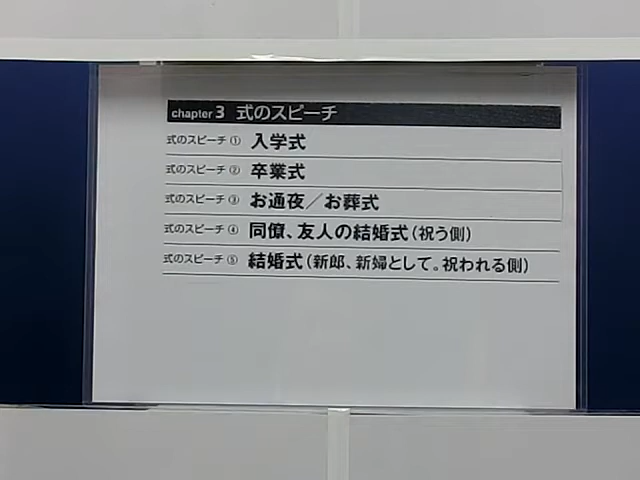 chapter 3 式のスピーチ
式のスピーチ① 入学式
式のスピーチ② 卒業式
式のスピーチ③ お通夜／お葬式
式のスピーチ④ 同僚、友人の結婚式（祝う側）
式のスピーチ⑤ 結婚式（新郎、新婦として。祝われる側）